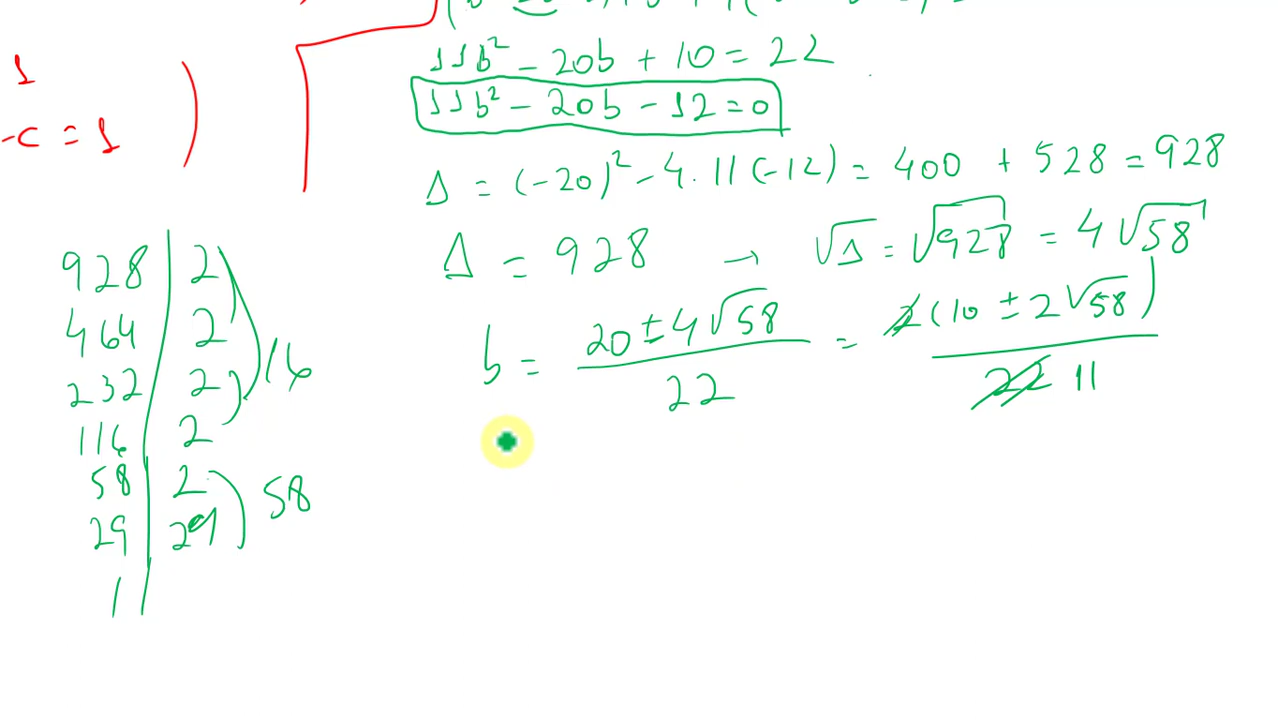 11b² - 20b + 10 = 22
11b² - 20b - 12 = 0
1
-c = 1
Δ = (-20)² - 4.11(-12) = 400 + 528 = 928
Δ = 928 → √Δ = √928 = 4√58
b = (20 ± 4√58)/22 = 2(10 ± 2√58)/22 11
928 | 2
464 | 2
232 | 2
16
116 | 2
58 | 2
58
29 | 29
1